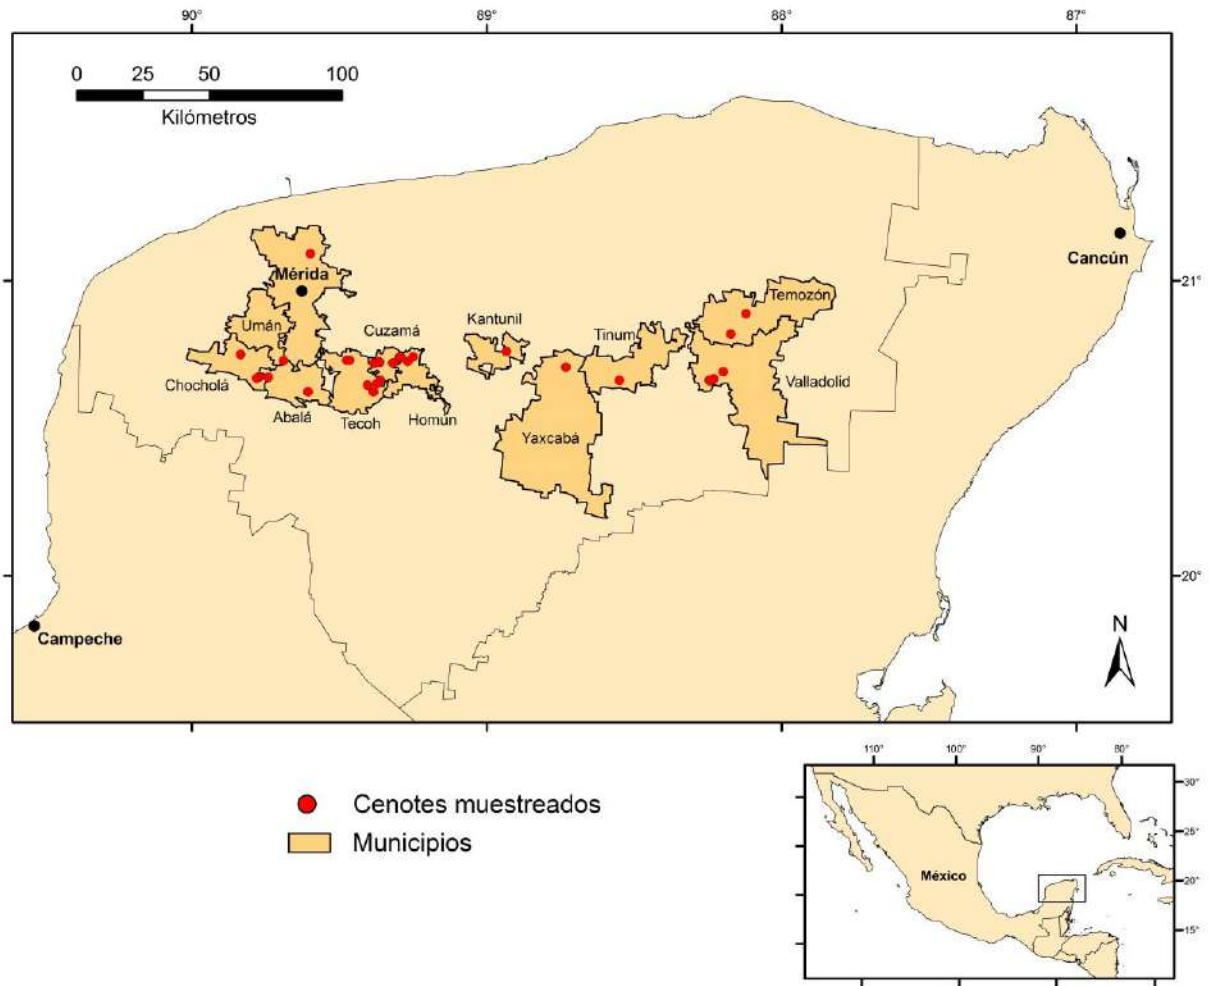 90°
89°
88°
87°
0 25 50 100
Kilómetros
Cancún
21°
Mérida
Temozón
Kantunil
Umán
Cuzamá
Tinum
Chocholá
Valladolid
Abalá
Tecoh
Homún
Yaxcabá
20°
N
Campeche
110° 100° 90° 80°
30°
25°
20°
15°
México
Cenotes muestreados
Municipios